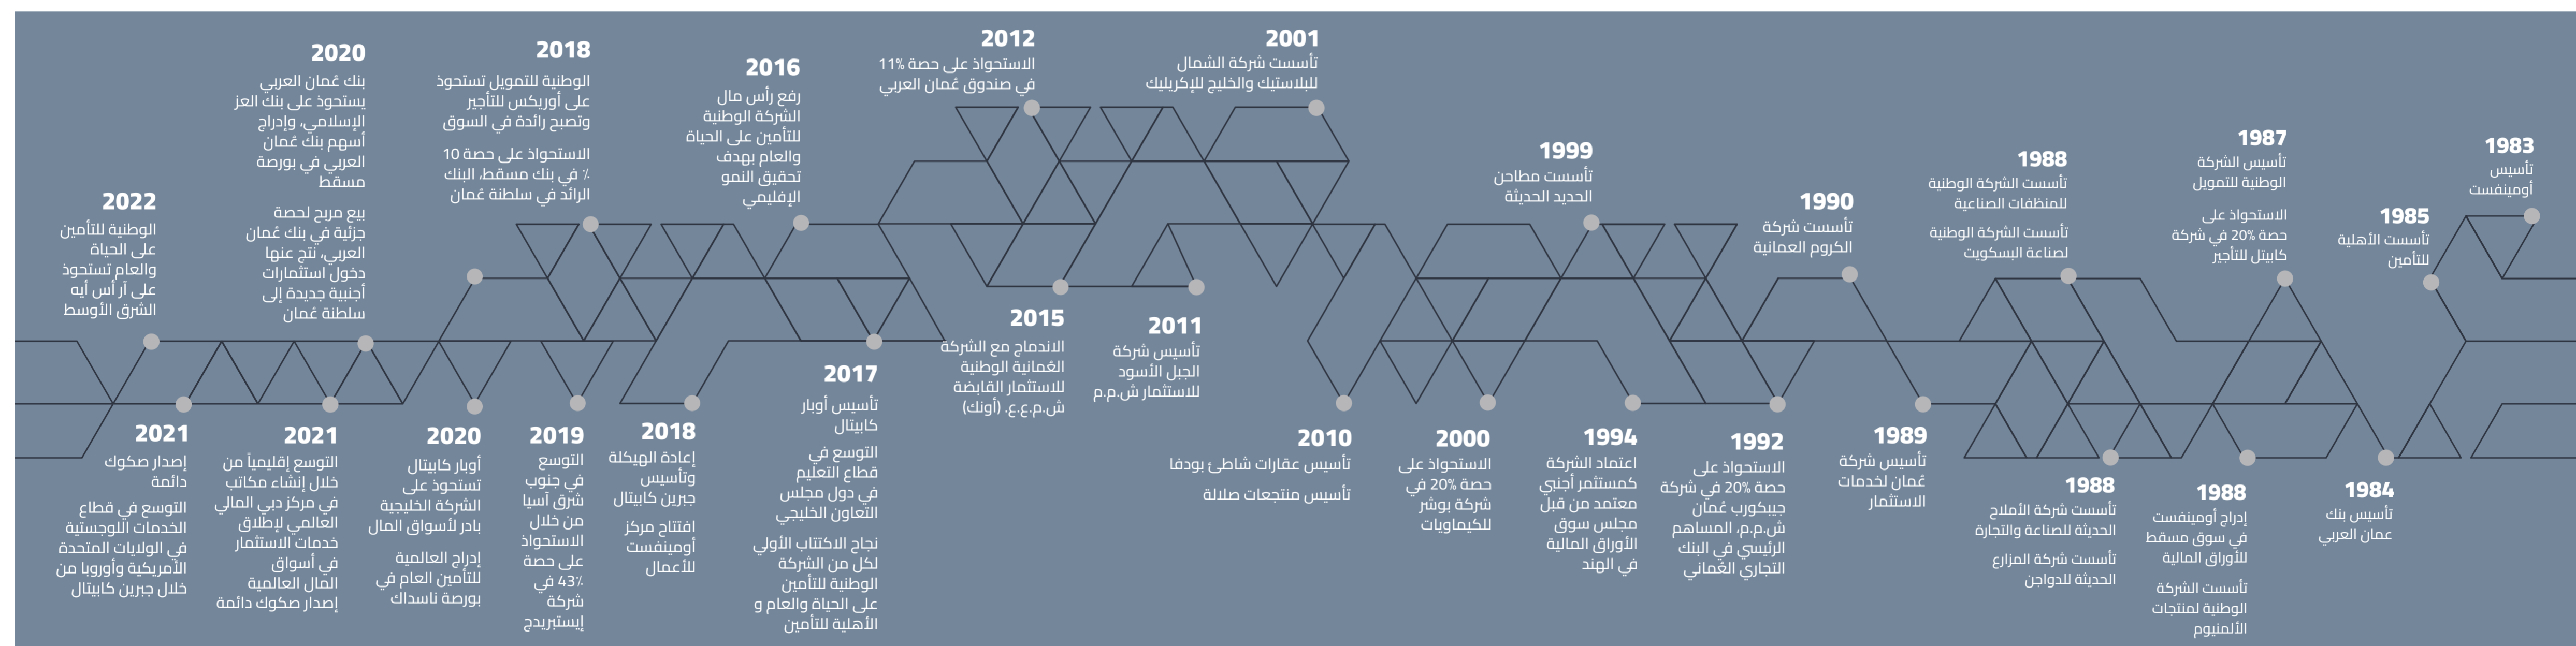 1983
تأسيس
أومينفست
1984
تأسيس بنك
عمان العربي
1985
تأسست الأهلية
للتأمين
1987
تأسيس الشركة
الوطنية للتمويل
الاستحواذ على
حصة 20% في شركة
كابيتل للتأجير
1988
إدراج أومينفست
في سوق مسقط
للأوراق المالية
تأسست الشركة
الوطنية لمنتجات
الألمنيوم
1988
تأسست الشركة الوطنية
للمنظفات الصناعية
تأسست الشركة الوطنية
لصناعة البسكويت
1988
تأسست شركة الأملاح
الحديثة للصناعة والتجارة
تأسست شركة المزارع
الحديثة للدواجن
1989
تأسيس شركة
عُمان لخدمات
الاستثمار
1990
تأسست شركة
الكروم العمانية
1992
الاستحواذ على
حصة 20% في شركة
جيبكورب عُمان
ش.م.م، المساهم
الرئيسي في البنك
التجاري العُماني
1994
اعتماد الشركة
كمستثمر أجنبي
معتمد من قبل
مجلس سوق
الأوراق المالية
في الهند
1999
تأسست مطاحن
الحديد الحديثة
2000
الاستحواذ على
حصة 20% في
شركة بوشر
للكيماويات
2001
تأسست شركة الشمال
للبلاستيك والخليج للإكريليك
2010
تأسيس عقارات شاطئ بودفا
تأسيس منتجعات صلالة
2011
تأسيس شركة
الجبل الأسود
للاستثمار ش.م.م
2012
الاستحواذ على حصة 11%
في صندوق عُمان العربي
2015
الاندماج مع الشركة
العُمانية الوطنية
للاستثمار القابضة
ش.م.ع.ع. (أونك)
2016
رفع رأس مال
الشركة الوطنية
للتأمين على الحياة
والعام بهدف
تحقيق النمو
الإقليمي
2017
تأسيس أوبار
كابيتال
التوسع في
قطاع التعليم
في دول مجلس
التعاون الخليجي
نجاح الاكتتاب الأولي
لكل من الشركة
الوطنية للتأمين
على الحياة والعام و
الأهلية للتأمين
2018
الوطنية للتمويل تستحوذ
على أوريكس للتأجير
وتصبح رائدة في السوق
الاستحواذ على حصة 10
٪ في بنك مسقط، البنك
الرائد في سلطنة عُمان
2018
إعادة الهيكلة
وتأسيس
جبرين كابيتال
افتتاح مركز
أومينفست
للأعمال
2019
التوسع
في جنوب
شرق آسيا
من خلال
الاستحواذ
على حصة
43٪ في
شركة
إيستبريدج
2020
أوبار كابيتال
تستحوذ على
الشركة الخليجية
بادر لأسواق المال
إدراج العالمية
للتأمين العام في
بورصة ناسداك
2020
بنك عُمان العربي
يستحوذ على بنك العز
الإسلامي، وإدراج
أسهم بنك عُمان
العربي في بورصة
مسقط
بيع مربح لحصة
جزئية في بنك عُمان
العربي، نتج عنها
دخول استثمارات
أجنبية جديدة إلى
سلطنة عُمان
2021
التوسع إقليمياً من
خلال إنشاء مكاتب
في مركز دبي المالي
العالمي لإطلاق
خدمات الاستثمار
في أسواق
المال العالمية
إصدار صكوك دائمة
2021
إصدار صكوك
دائمة
التوسع في قطاع
الخدمات اللوجستية
في الولايات المتحدة
الأمريكية وأوروبا من
خلال جبرين كابيتال
2022
الوطنية للتأمين
على الحياة
والعام تستحوذ
على آر أس أيه
الشرق الأوسط